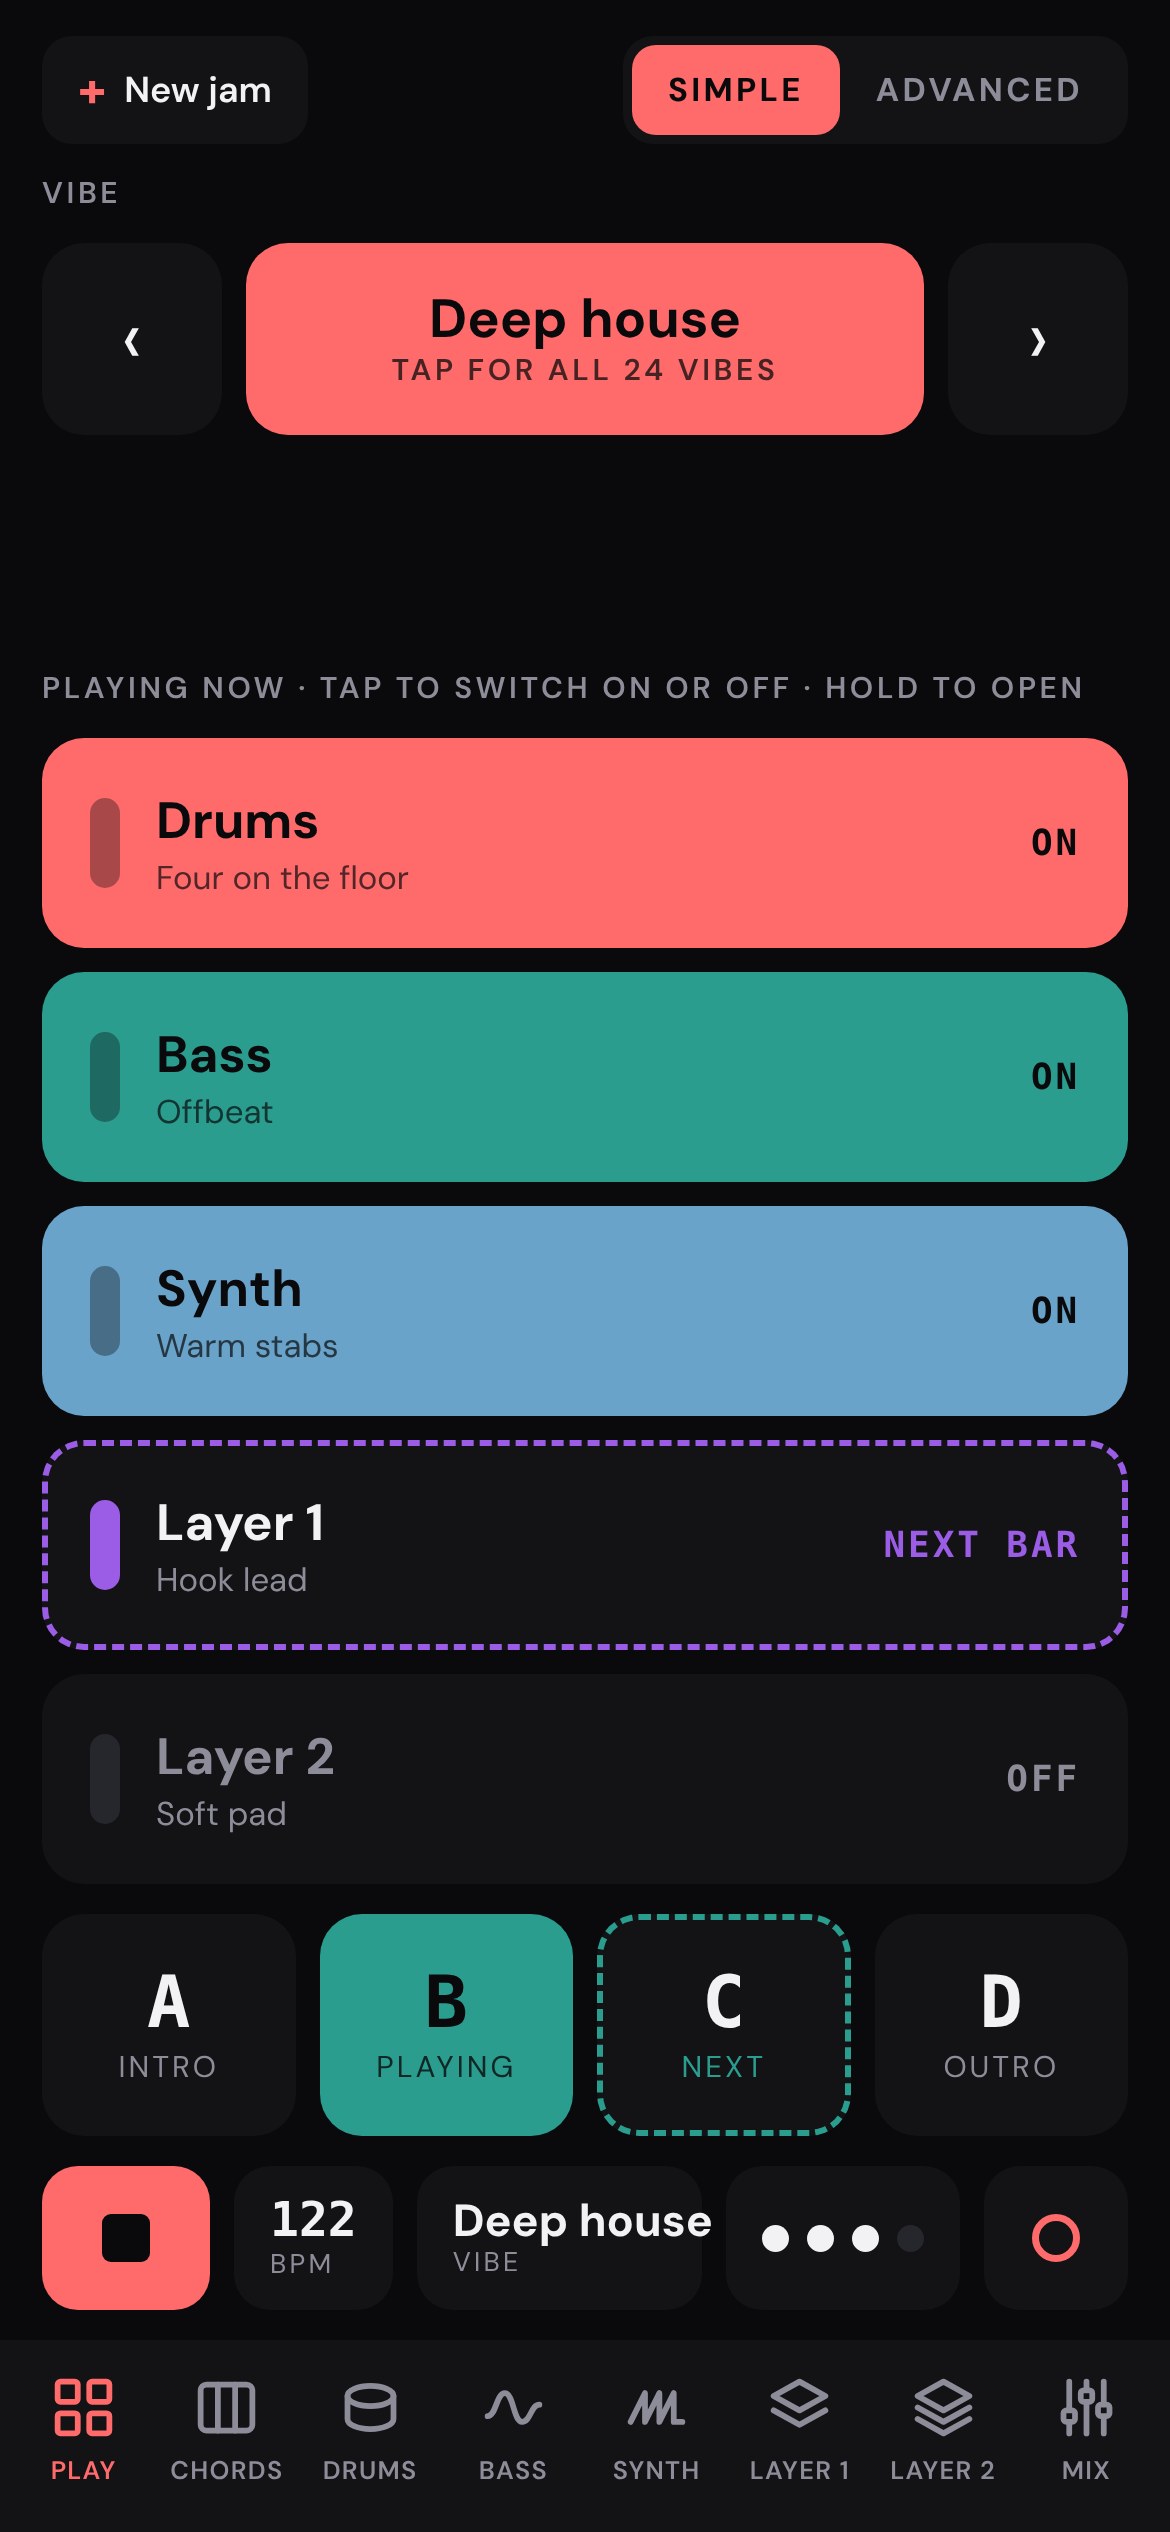 + New jam
SIMPLE
ADVANCED
VIBE
‹
Deep house
TAP FOR ALL 24 VIBES
›
PLAYING NOW · TAP TO SWITCH ON OR OFF · HOLD TO OPEN
Drums
Four on the floor
ON
Bass
Offbeat
ON
Synth
Warm stabs
ON
Layer 1
Hook lead
NEXT BAR
Layer 2
Soft pad
OFF
A
INTRO
B
PLAYING
C
NEXT
D
OUTRO
122
BPM
Deep house
VIBE
PLAY
CHORDS
DRUMS
BASS
SYNTH
LAYER 1
LAYER 2
MIX